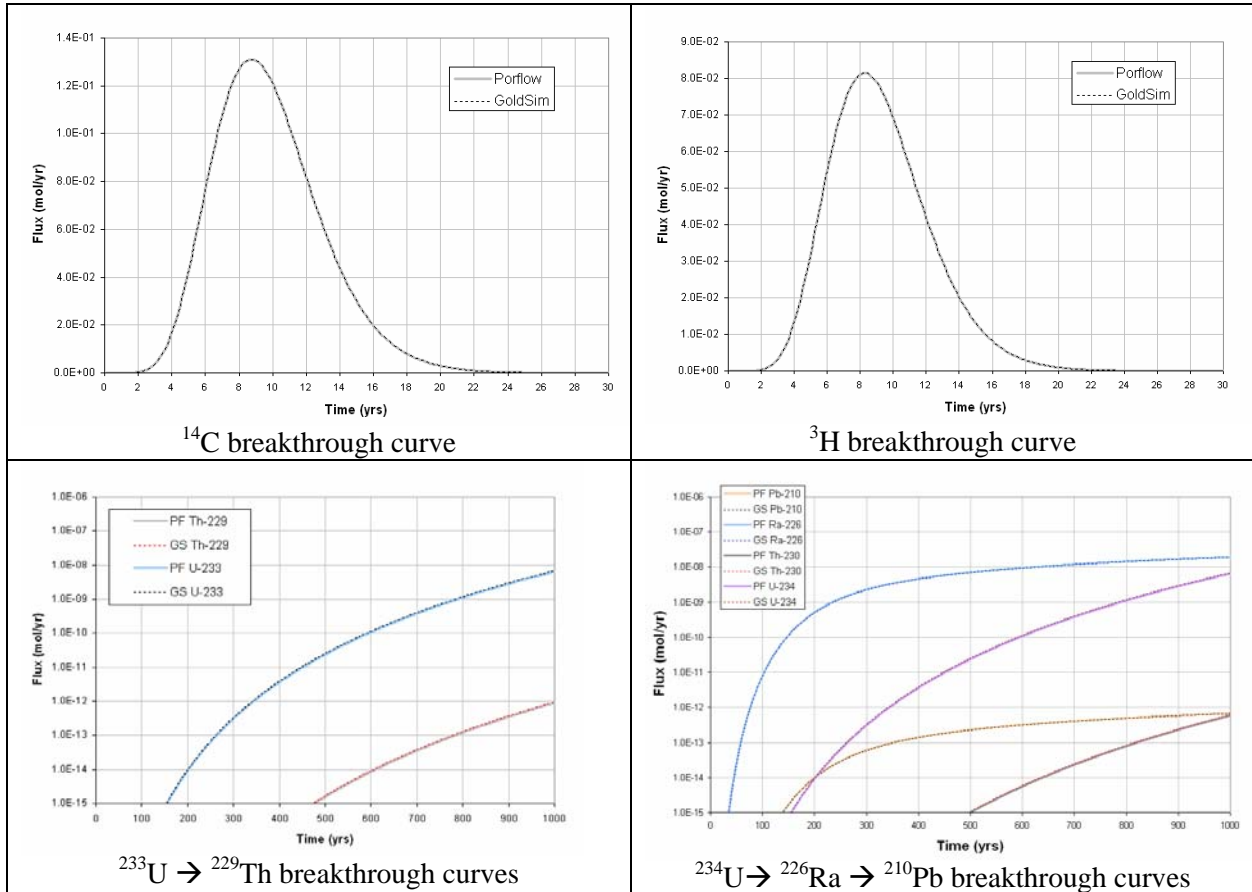 1.4E-01
1.2E-01
1.0E-01
8.0E-02
6.0E-02
4.0E-02
2.0E-02
0.0E+00
Flux (mol/yr)
Porflow
GoldSim
0 2 4 6 8 10 12 14 16 18 20 22 24 26 28 30
Time (yrs)
¹⁴C breakthrough curve
9.0E-02
8.0E-02
7.0E-02
6.0E-02
5.0E-02
4.0E-02
3.0E-02
2.0E-02
1.0E-02
0.0E+00
Flux (mol/yr)
Porflow
GoldSim
0 2 4 6 8 10 12 14 16 18 20 22 24 26 28 30
Time (yrs)
³H breakthrough curve
1.0E-06
1.0E-07
1.0E-08
1.0E-09
1.0E-10
1.0E-11
1.0E-12
1.0E-13
1.0E-14
1.0E-15
Flux (mol/yr)
PF Th-229
GS Th-229
PF U-233
GS U-233
0 100 200 300 400 500 600 700 800 900 1000
Time (yrs)
²³³U → ²²⁹Th breakthrough curves
1.0E-06
1.0E-07
1.0E-08
1.0E-09
1.0E-10
1.0E-11
1.0E-12
1.0E-13
1.0E-14
1.0E-15
Flux (mol/yr)
PF Pb-210
GS Pb-210
PF Ra-226
GS Ra-226
PF Th-230
GS Th-230
PF U-234
GS U-234
0 100 200 300 400 500 600 700 800 900 1000
Time (yrs)
²³⁴U→ ²²⁶Ra → ²¹⁰Pb breakthrough curves